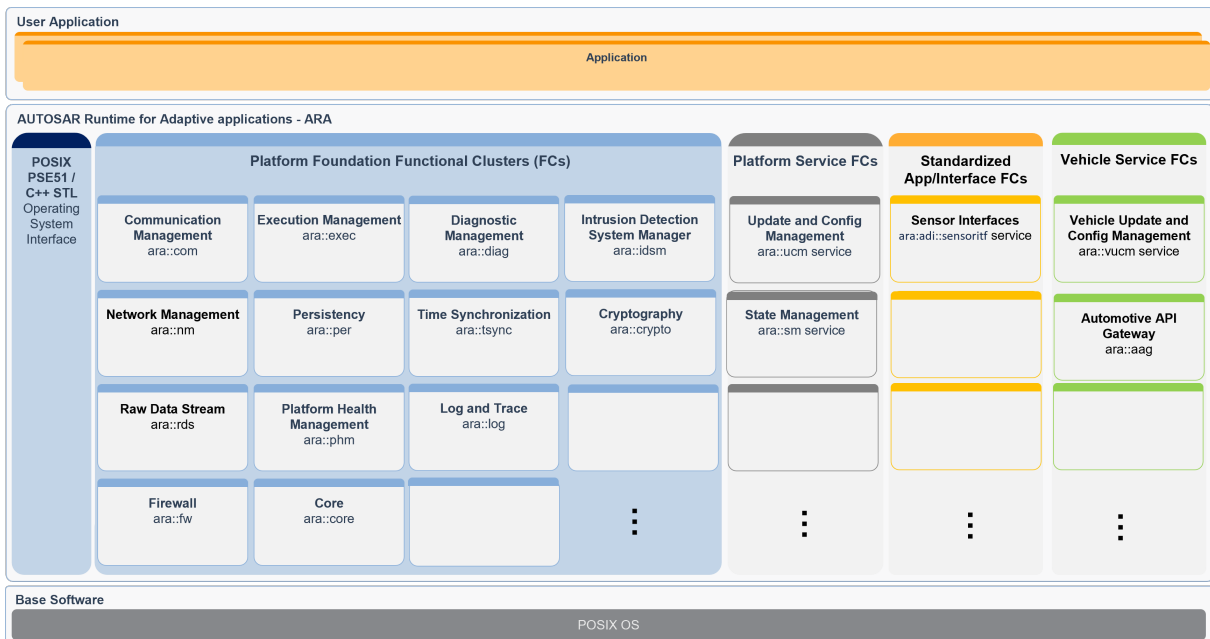 User Application
Application
AUTOSAR Runtime for Adaptive applications - ARA
POSIX
PSE51 /
C++ STL
Operating
System
Interface
Platform Foundation Functional Clusters (FCs)
Communication
Management
ara::com
Execution Management
ara::exec
Diagnostic
Management
ara::diag
Intrusion Detection
System Manager
ara::idsm
Network Management
ara::nm
Persistency
ara::per
Time Synchronization
ara::tsync
Cryptography
ara::crypto
Raw Data Stream
ara::rds
Platform Health
Management
ara::phm
Log and Trace
ara::log
Firewall
ara::fw
Core
ara::core
Platform Service FCs
Update and Config
Management
ara::ucm service
State Management
ara::sm service
Standardized
App/Interface FCs
Sensor Interfaces
ara:adi::sensoritf service
Vehicle Service FCs
Vehicle Update and
Config Management
ara::vucm service
Automotive API
Gateway
ara::aag
Base Software
POSIX OS